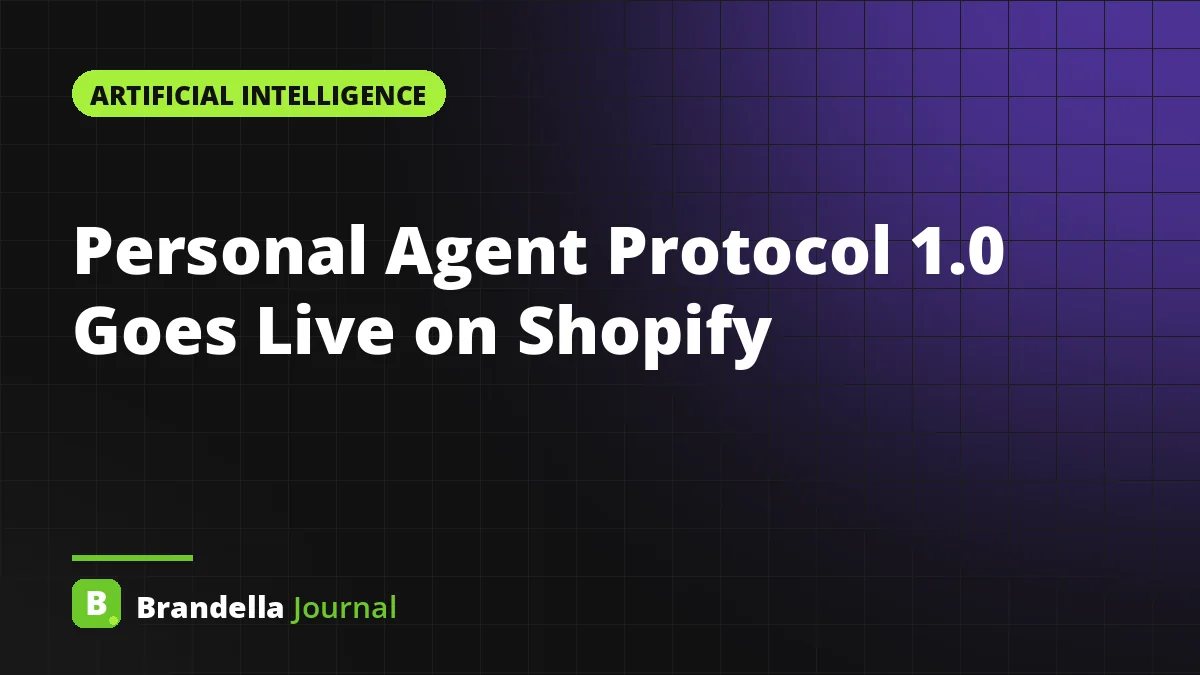 ARTIFICIAL INTELLIGENCE
Personal Agent Protocol 1.0
Goes Live on Shopify
B
Brandella Journal